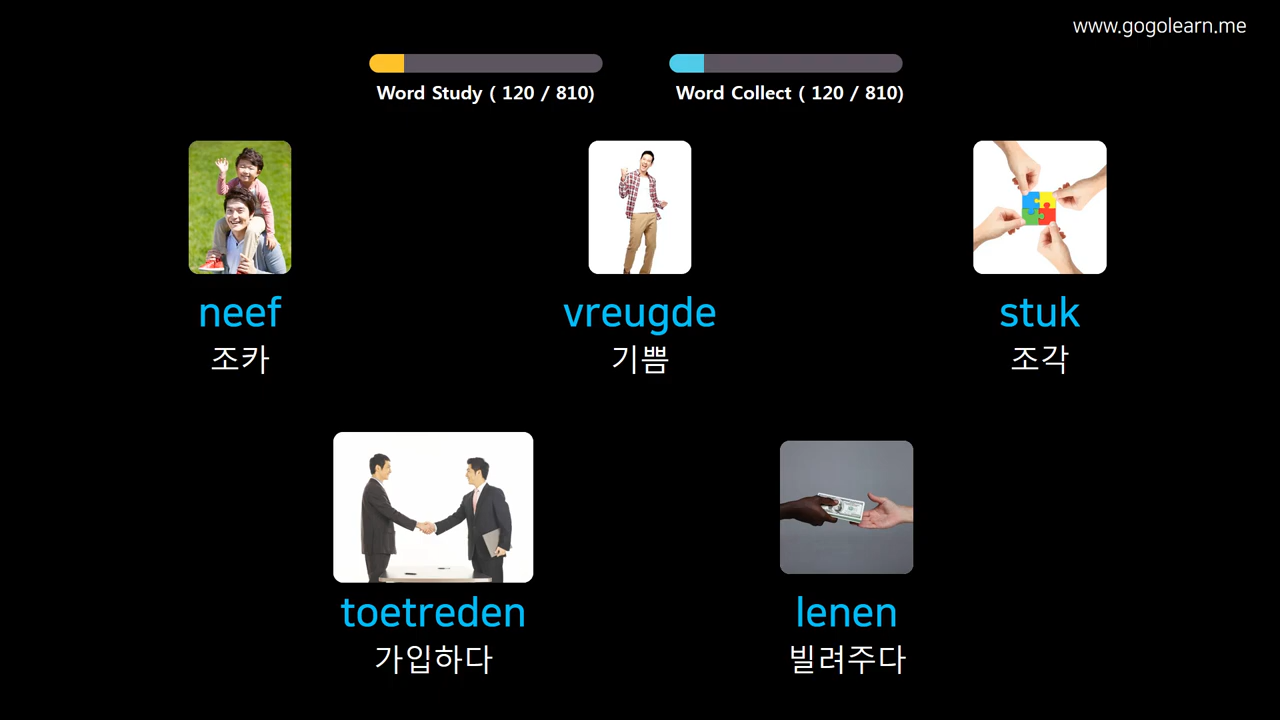 www.gogolearn.me
Word Study ( 120 / 810)
Word Collect ( 120 / 810)
neef
조카
vreugde
기쁨
stuk
조각
toetreden
가입하다
lenen
빌려주다